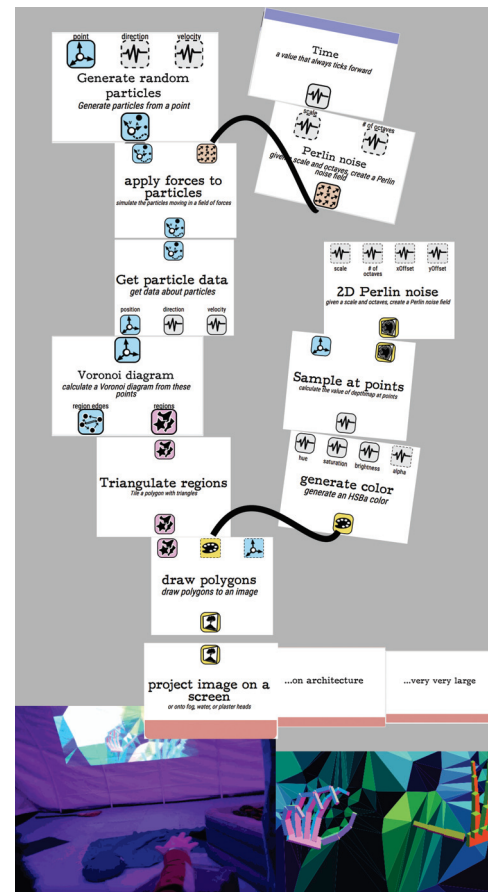 point direction velocity
Generate random
particles
Generate particles from a point
Time
a value that always ticks forward
scale # of octaves
Perlin noise
given a scale and octaves, create a Perlin
noise field
apply forces to
particles
simulate the particles moving in a field of forces
Get particle data
get data about particles
position direction velocity
scale # of octaves xOffset yOffset
2D Perlin noise
given a scale and octaves, create a Perlin noise field
Voronoi diagram
calculate a Voronoi diagram from these
points
region edges regions
Sample at points
calculate the value of depthmap at points
Triangulate regions
Tile a polygon with triangles
hue saturation brightness alpha
generate color
generate an HSBa color
draw polygons
draw polygons to an image
project image on a
screen
or onto fog, water, or plaster heads
...on architecture
...very very large